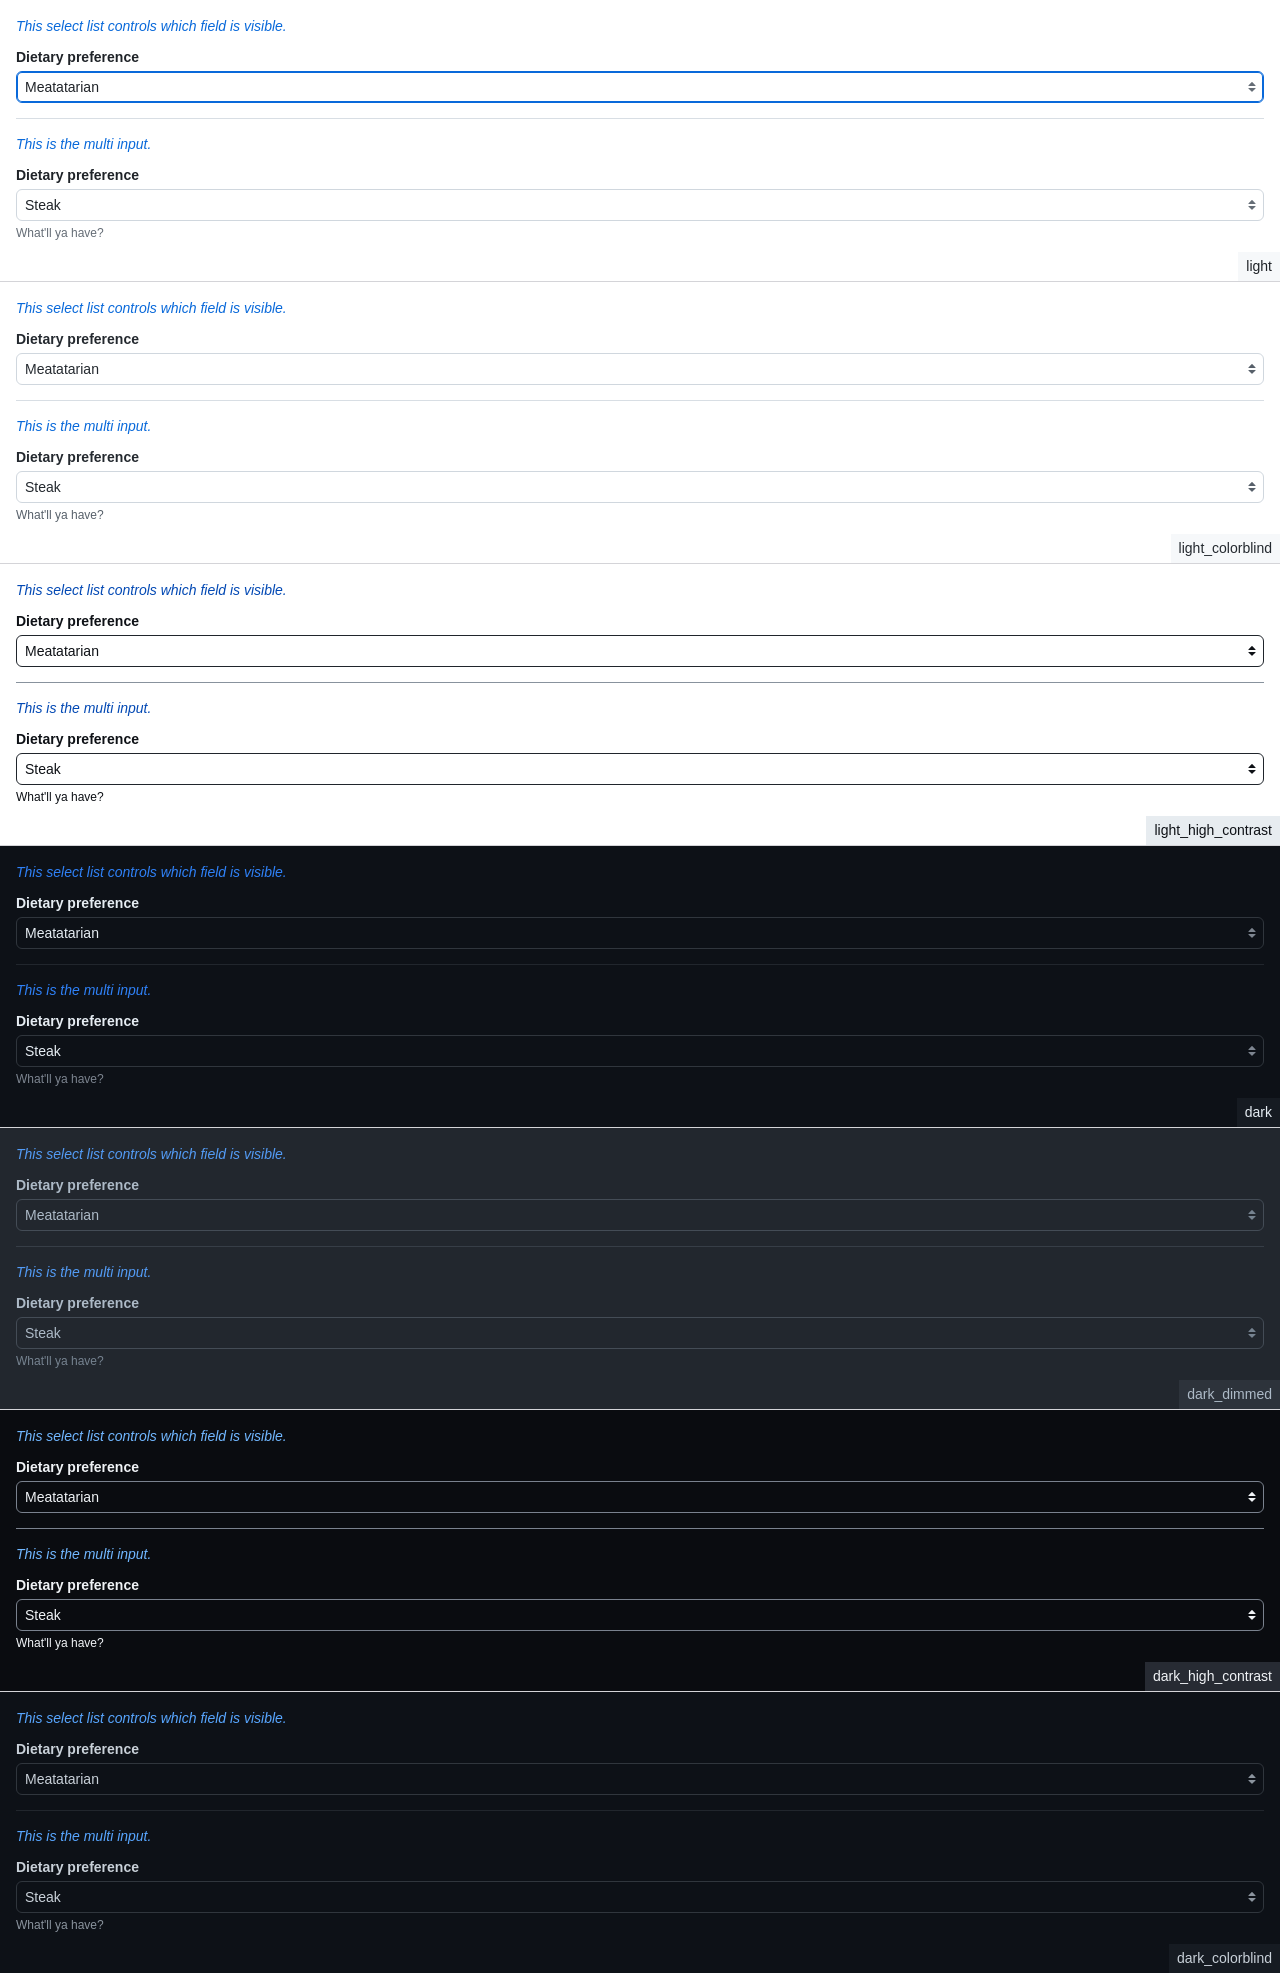 This select list controls which field is visible.
Dietary preference
Meatatarian
This is the multi input.
Dietary preference
Steak
What'll ya have?
light
This select list controls which field is visible.
Dietary preference
Meatatarian
This is the multi input.
Dietary preference
Steak
What'll ya have?
light_colorblind
This select list controls which field is visible.
Dietary preference
Meatatarian
This is the multi input.
Dietary preference
Steak
What'll ya have?
light_high_contrast
This select list controls which field is visible.
Dietary preference
Meatatarian
This is the multi input.
Dietary preference
Steak
What'll ya have?
dark
This select list controls which field is visible.
Dietary preference
Meatatarian
This is the multi input.
Dietary preference
Steak
What'll ya have?
dark_dimmed
This select list controls which field is visible.
Dietary preference
Meatatarian
This is the multi input.
Dietary preference
Steak
What'll ya have?
dark_high_contrast
This select list controls which field is visible.
Dietary preference
Meatatarian
This is the multi input.
Dietary preference
Steak
What'll ya have?
dark_colorblind